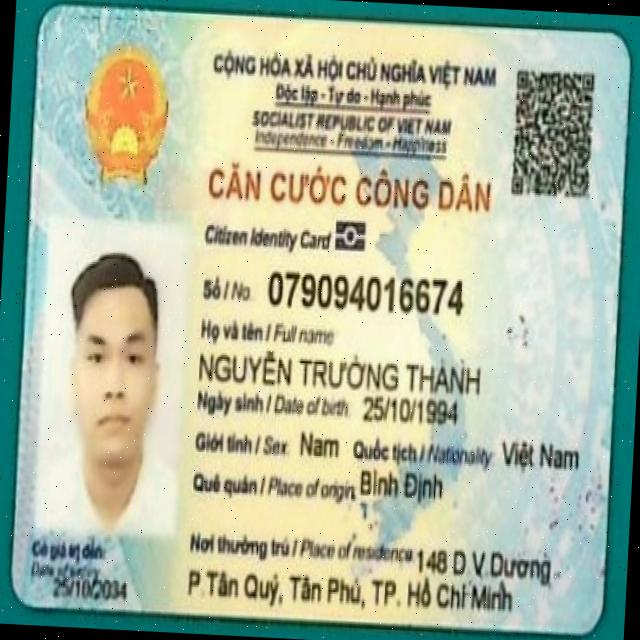 CỘNG HÒA XÃ HỘI CHỦ NGHĨA VIỆT NAM
Độc lập - Tự do - Hạnh phúc
SOCIALIST REPUBLIC OF VIET NAM
Independence - Freedom - Happiness
CĂN CƯỚC CÔNG DÂN
Citizen Identity Card
Số / No. 079094016674
Họ và tên / Full name
NGUYỄN TRƯỜNG THÀNH
Ngày sinh / Date of birth 25/10/1994
Giới tính / Sex Nam Quốc tịch / Nationality Việt Nam
Quê quán / Place of origin Bình Định
Nơi thường trú / Place of residence 148 D V Dương
P Tân Quý, Tân Phú, TP. Hồ Chí Minh
Có giá trị đến:
Date of expiry
25/10/2034